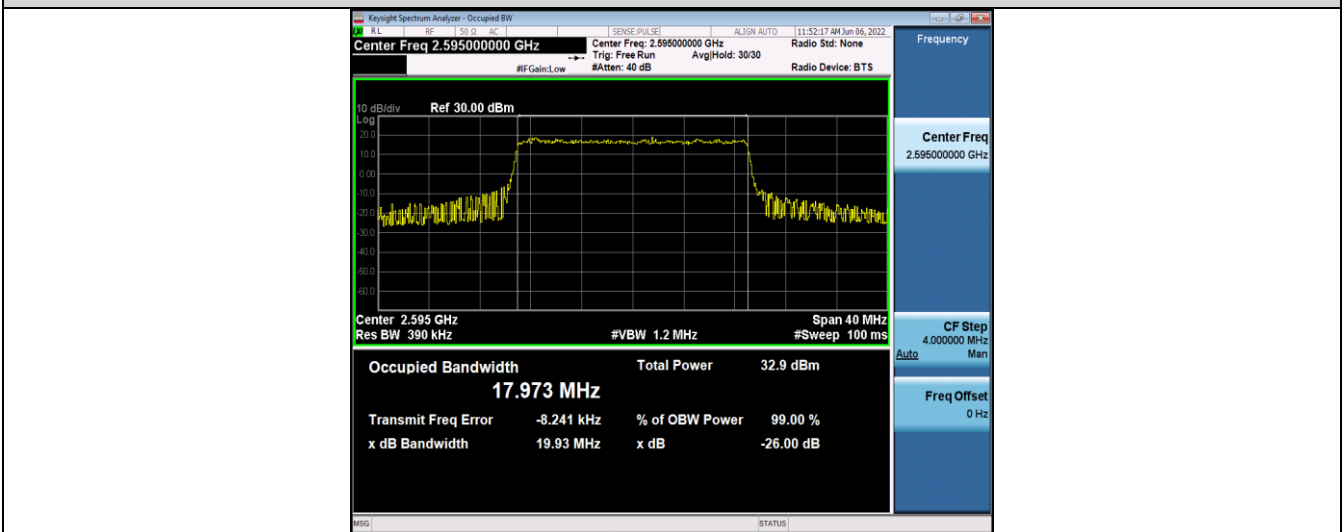 Keysight Spectrum Analyzer - Occupied BW
RL RF 50 Ω AC SENSE:PULSE ALIGN AUTO 11:52:17 AM Jun 06, 2022
Center Freq 2.595000000 GHz
Center Freq: 2.595000000 GHz
Radio Std: None
Trig: Free Run Avg|Hold: 30/30
#IFGain:Low
#Atten: 40 dB
Radio Device: BTS
10 dB/div Ref 30.00 dBm
Log
20.0
10.0
0.00
-10.0
-20.0
-30.0
-40.0
-50.0
-60.0
Center 2.595 GHz Span 40 MHz
Res BW 390 kHz #VBW 1.2 MHz #Sweep 100 ms
Occupied Bandwidth Total Power 32.9 dBm
17.973 MHz
Transmit Freq Error -8.241 kHz % of OBW Power 99.00 %
x dB Bandwidth 19.93 MHz x dB -26.00 dB
Frequency
Center Freq
2.595000000 GHz
CF Step
4.000000 MHz
Auto Man
Freq Offset
0 Hz
MSG STATUS